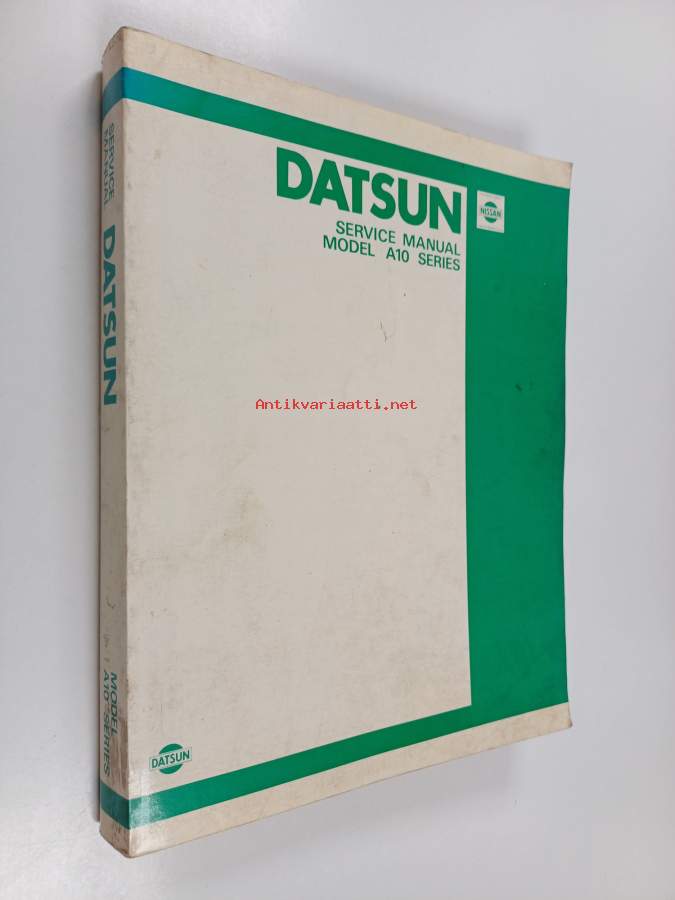 DATSUN
NISSAN
SERVICE MANUAL
MODEL A10 SERIES
Antikvariaatti.net
DATSUN
SERVICE
MANUAL
DATSUN
MODEL
A10 SERIES